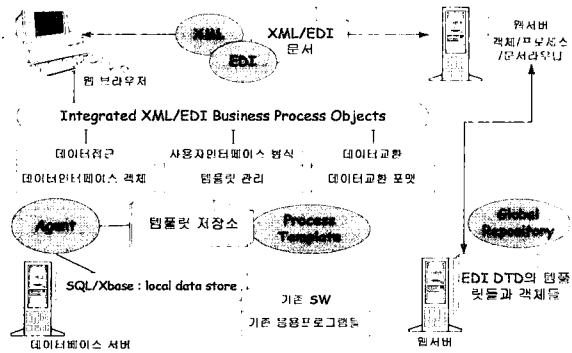 XML
EDI
XML/EDI
문서
웹서버
객체/프로세스
/문서라우팅
웹 브라우저
Integrated XML/EDI Business Process Objects
데이터접근
사용자인터페이스 형식
데이터교환
데이터인터페이스 객체
템플릿 관리
데이터교환 포맷
Agent
템플릿 저장소
Process
Template
Global
Repository
SQL/Xbase : local data store
EDI DTD의 템플
릿들과 객체들
기존 SW
기존 응용프로그램들
데이터베이스 서버
웹서버